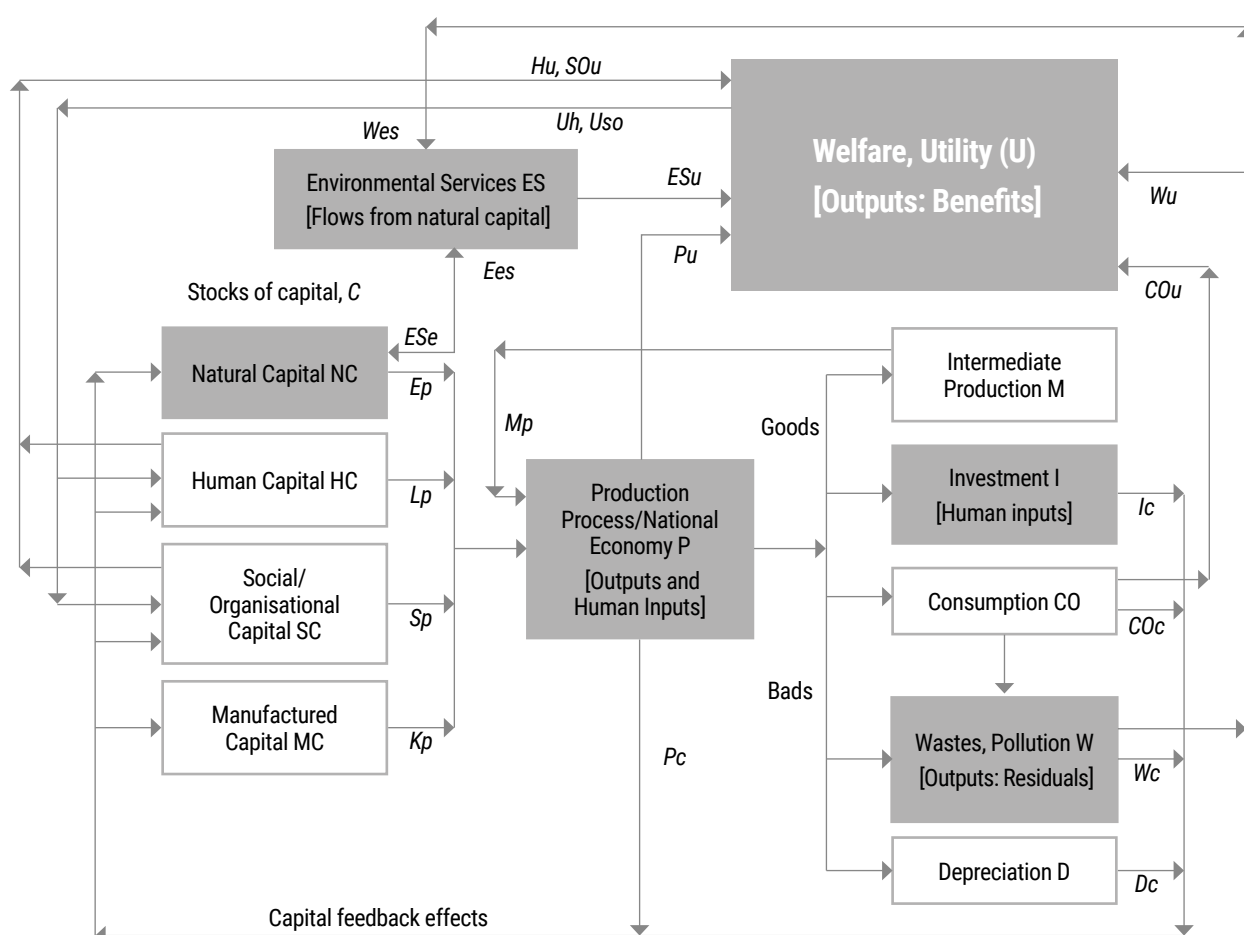 Hu, SOu
Uh, Uso
Wes
Welfare, Utility (U)
[Outputs: Benefits]
Environmental Services ES
[Flows from natural capital]
ESu
Wu
Pu
Ees
COu
Stocks of capital, C
ESe
Natural Capital NC
Ep
Intermediate
Production M
Mp
Goods
Human Capital HC
Lp
Production
Process/National
Economy P
[Outputs and
Human Inputs]
Investment I
[Human inputs]
Ic
Social/
Organisational
Capital SC
Sp
Consumption CO
COc
Bads
Manufactured
Capital MC
Kp
Pc
Wastes, Pollution W
[Outputs: Residuals]
Wc
Depreciation D
Dc
Capital feedback effects